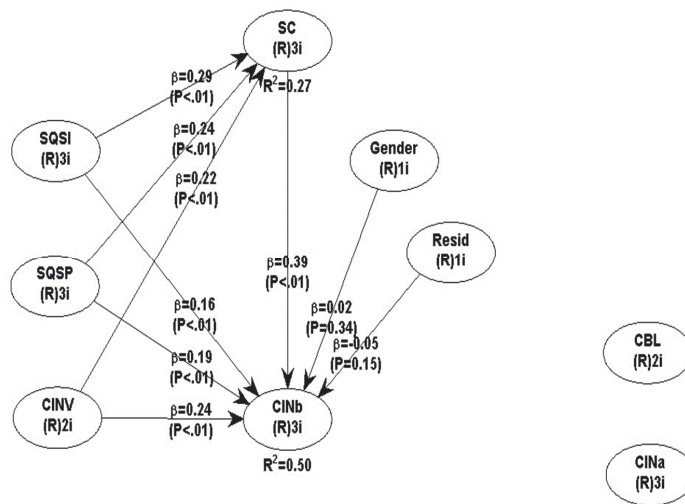 SC
(R)3i
R²=0.27
β=0.29
(P<.01)
β=0.24
(P<.01)
β=0.22
(P<.01)
SQSI
(R)3i
Gender
(R)1i
Resid
(R)1i
SQSP
(R)3i
β=0.39
(P<.01)
β=0.16
(P<.01)
β=0.02
(P=0.34)
β=-0.05
(P=0.15)
β=0.19
(P<.01)
CBL
(R)2i
CINV
(R)2i
β=0.24
(P<.01)
CINb
(R)3i
R²=0.50
CINa
(R)3i